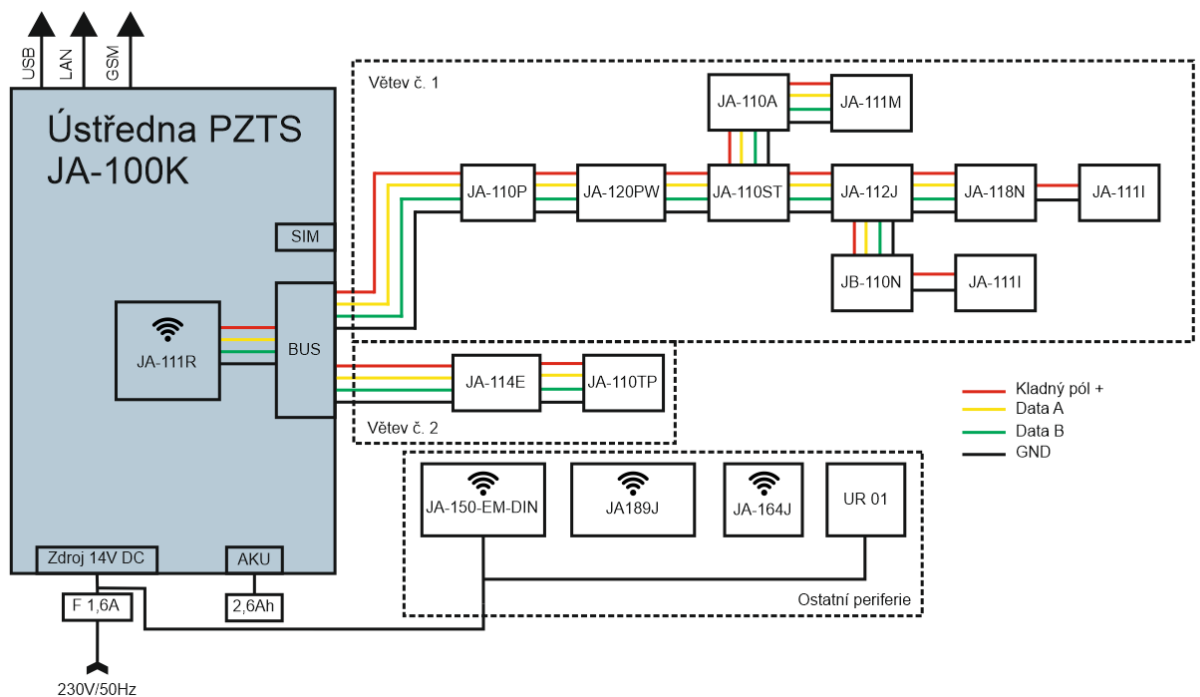 USB
LAN
GSM
Ústředna PZTS
JA-100K
SIM
JA-111R
BUS
Zdroj 14V DC
AKU
F 1,6A
2,6Ah
230V/50Hz
Větev č. 1
JA-110A
JA-111M
JA-110P
JA-120PW
JA-110ST
JA-112J
JA-118N
JA-111I
JB-110N
JA-111I
JA-114E
JA-110TP
Větev č. 2
Kladný pól +
Data A
Data B
GND
JA-150-EM-DIN
JA189J
JA-164J
UR 01
Ostatní periferie